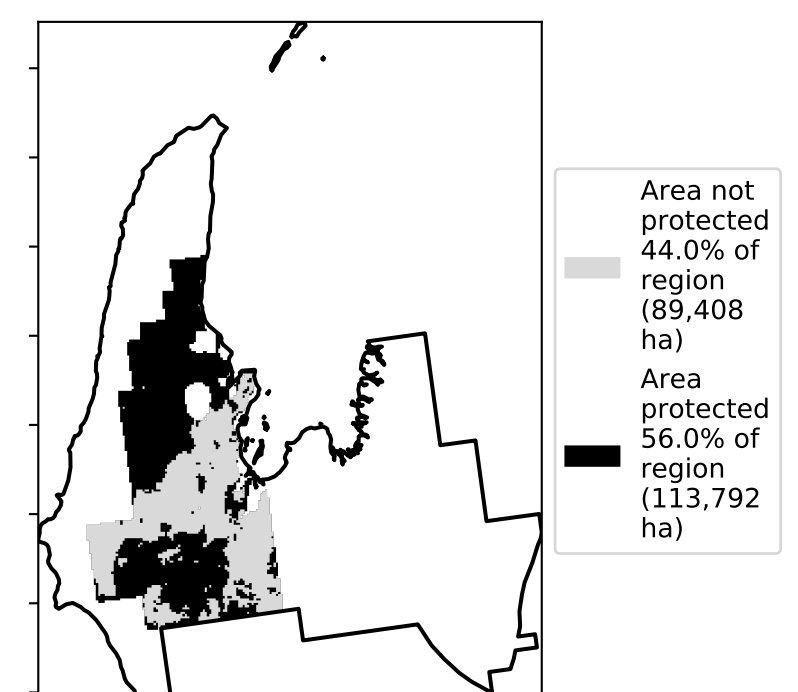 Area not
protected
44.0% of
region
(89,408
ha)
Area
protected
56.0% of
region
(113,792
ha)